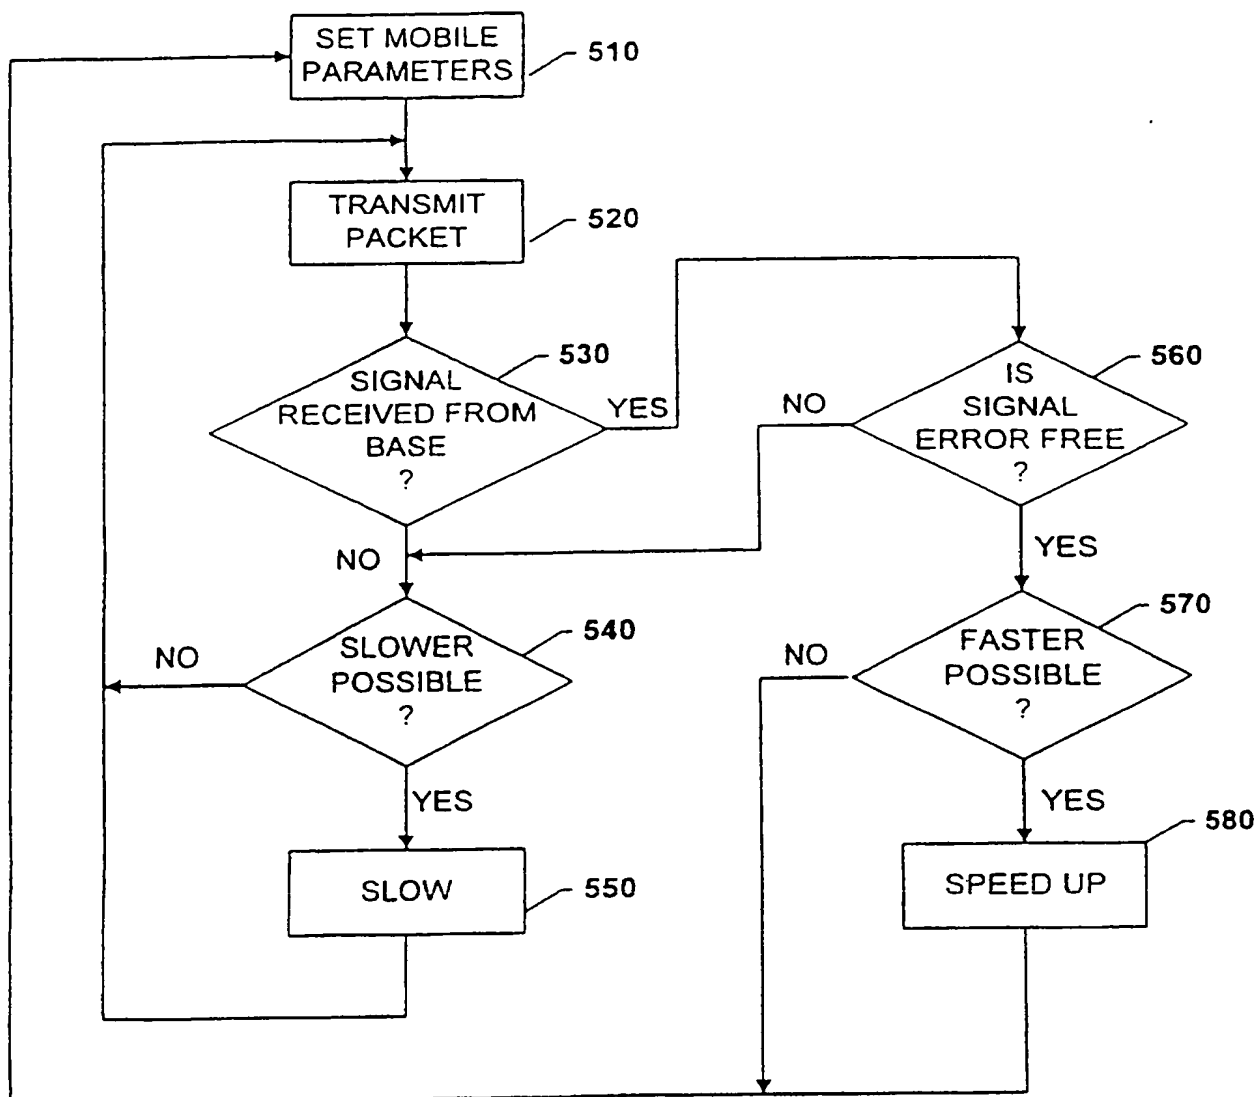 SET MOBILE
PARAMETERS
510
TRANSMIT
PACKET
520
SIGNAL
RECEIVED FROM
BASE
?
530
YES
NO
IS
SIGNAL
ERROR FREE
?
560
NO
YES
SLOWER
POSSIBLE
?
540
NO
YES
FASTER
POSSIBLE
?
570
NO
YES
SLOW
550
SPEED UP
580